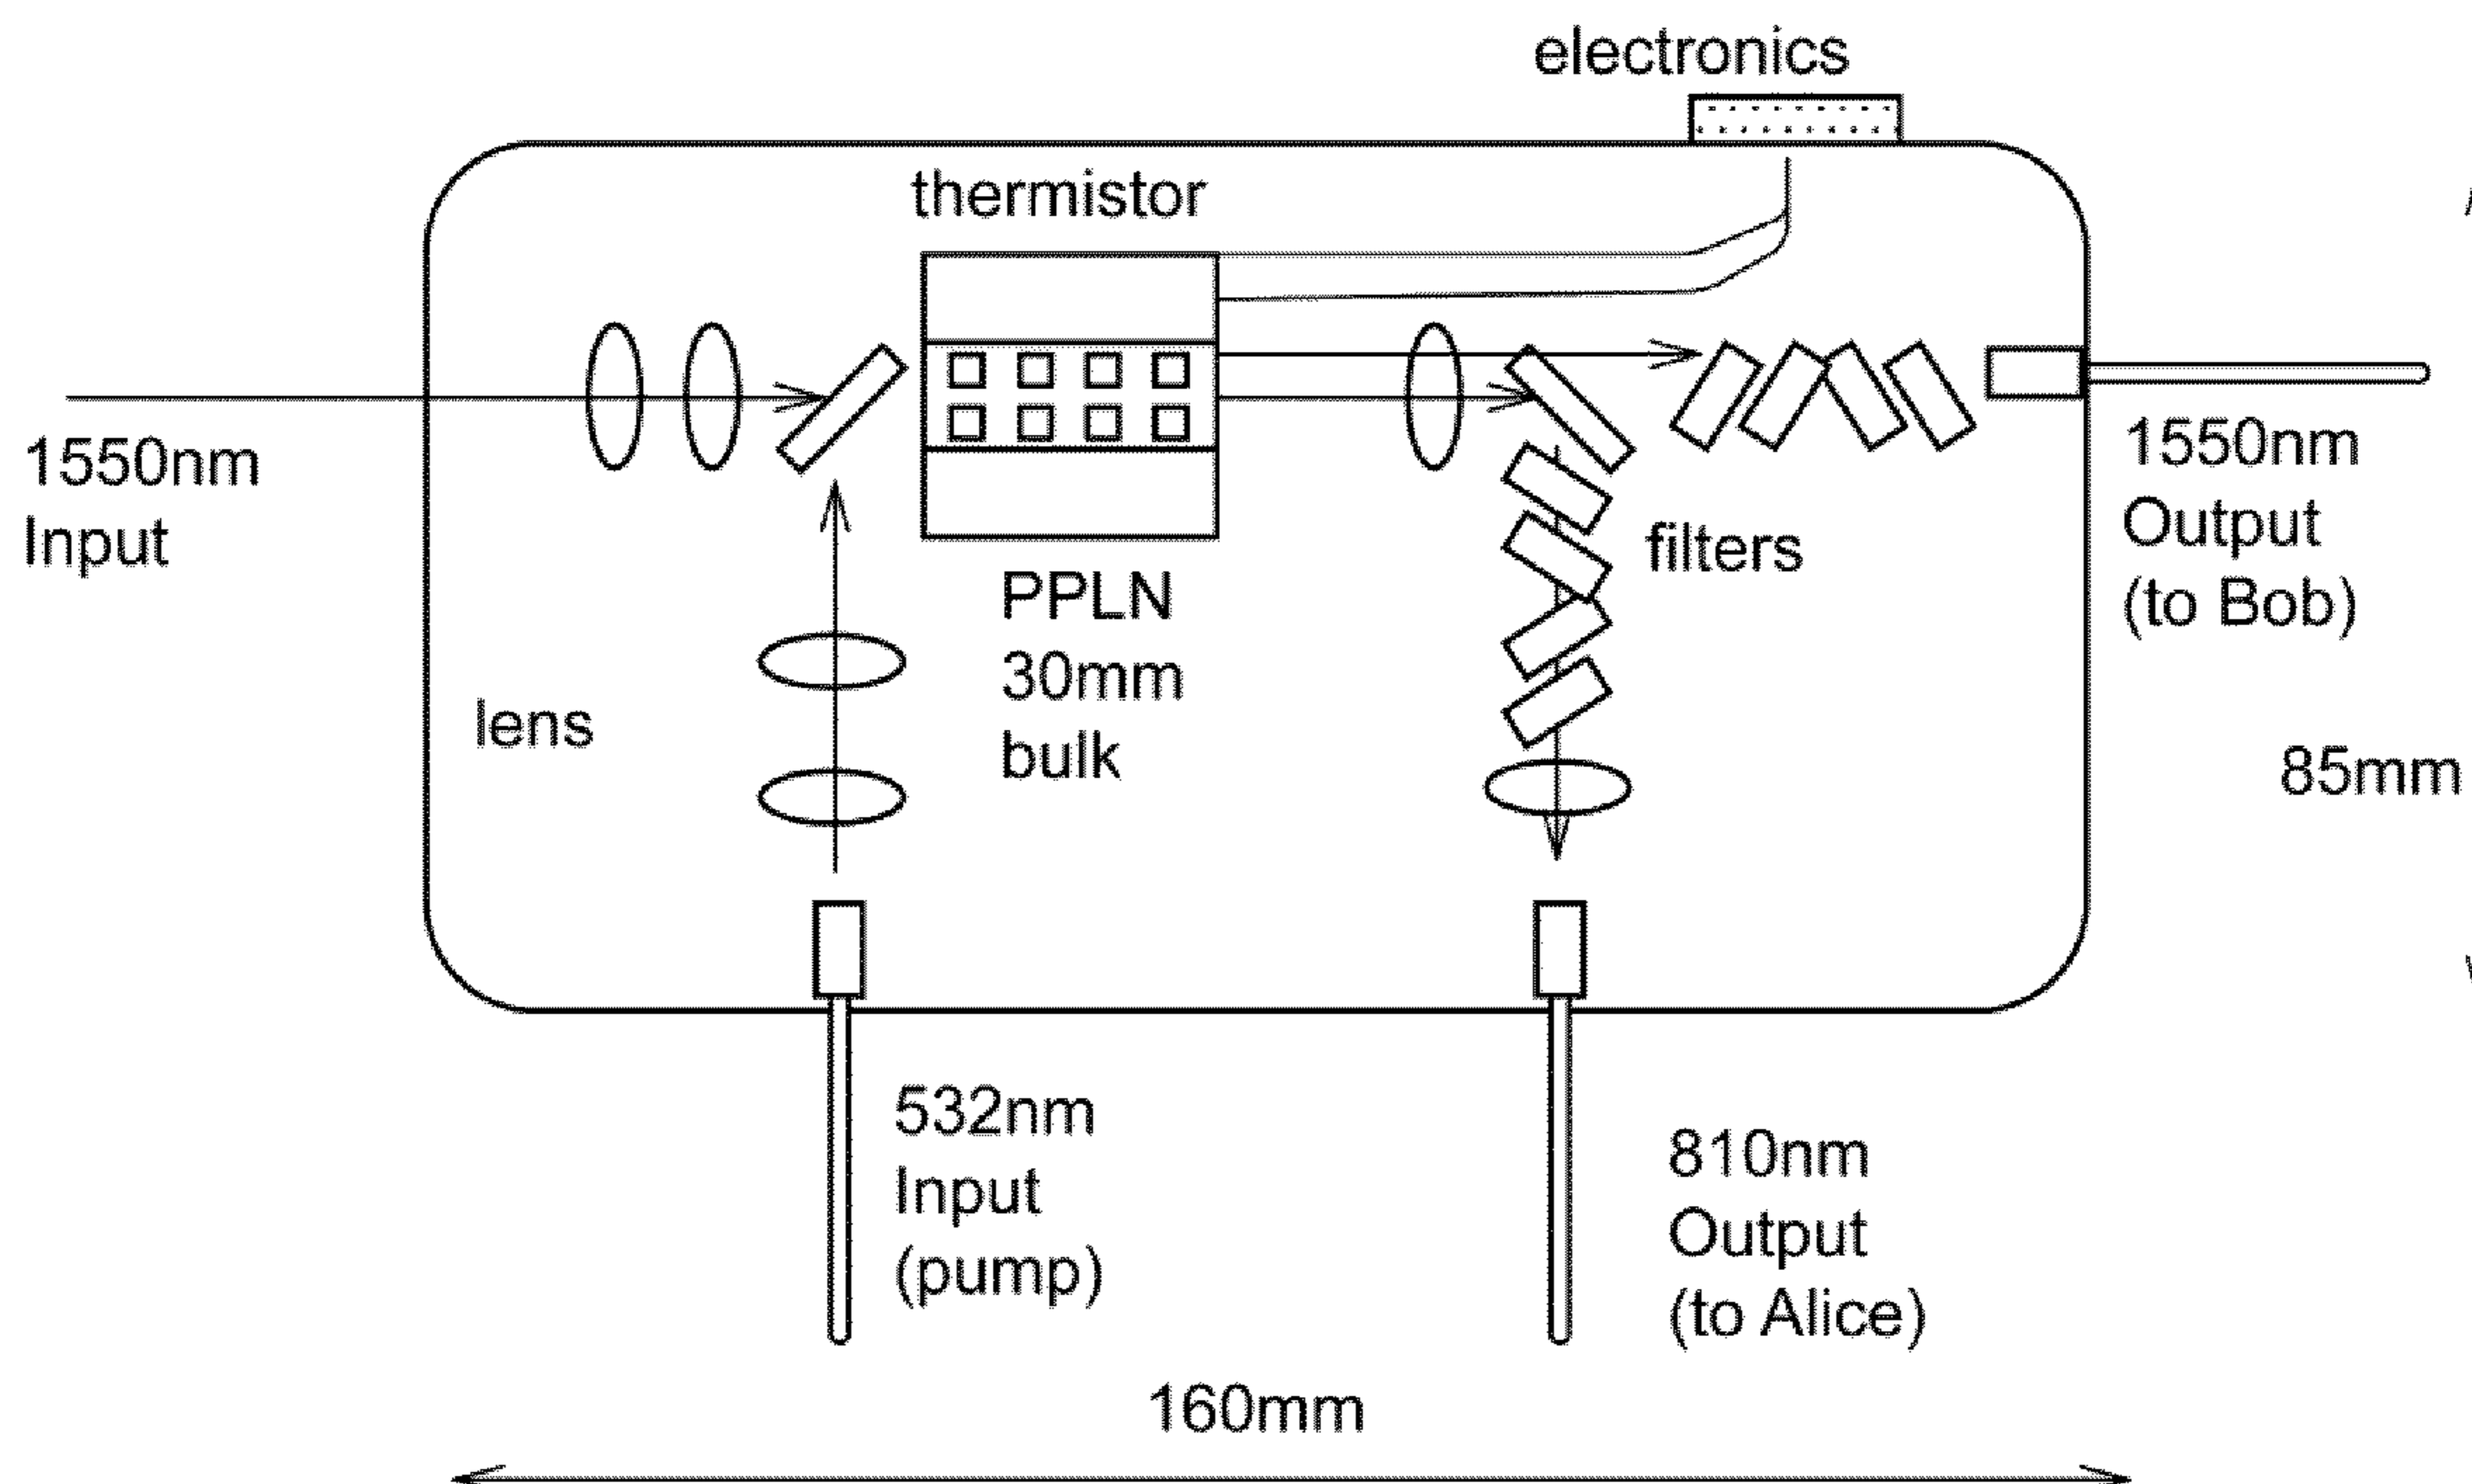 electronics
thermistor
1550nm
Input
PPLN
30mm
bulk
lens
filters
1550nm
Output
(to Bob)
85mm
532nm
Input
(pump)
810nm
Output
(to Alice)
160mm